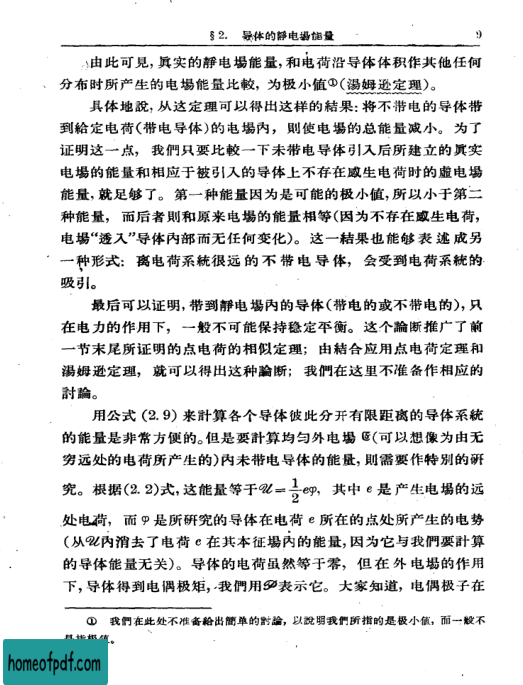 §2. 导体的靜电場能量 9
由此可見,真实的靜电場能量,和电荷沿导体体积作其他任何
分布时所产生的电場能量比較,为极小値①(湯姆逊定理)。
具体地說,从这定理可以得出这样的結果:将不带电的导体带
到給定电荷(带电导体)的电場內,則使电場的总能量减小。为了
証明这一点,我們只要比較一下未带电导体引入后所建立的真实
电場的能量和相应于被引入的导体上不存在感生电荷时的虛电場
能量,就足够了。第一种能量因为是可能的极小値,所以小于第二
种能量,而后者則和原来电場的能量相等(因为不存在感生电荷,
电場“透入”导体內部而无任何变化)。这一結果也能够表述成另
一种形式:离电荷系統很远的不带电导体,会受到电荷系統的
吸引。
最后可以証明,带到靜电場內的导体(带电的或不带电的),只
在电力的作用下,一般不可能保持稳定平衡。这个論断推广了前
一节末尾所証明的点电荷的相似定理;由結合应用点电荷定理和
湯姆逊定理,就可以得出这种論断;我們在这里不准备作相应的
討論。
用公式(2.9)来計算各个导体彼此分开有限距离的导体系統
的能量是非常方便的。但是要計算均匀外电場 𝕰(可以想像为由无
穷远处的电荷所产生的)內未带电导体的能量,則需要作特別的研
究。根据(2.2)式,这能量等于𝒰=1/2eφ,其中 e 是产生电場的远
处电荷,而 φ 是所研究的导体在电荷 e 所在的点处所产生的电势
(从𝒰內消去了电荷 e 在其本征場內的能量,因为它与我們要計算
的导体能量无关)。导体的电荷虽然等于零,但在外电場的作用
下,导体得到电偶极矩,我們用𝒫表示它。大家知道,电偶极子在
① 我們在此处不准备給出簡单的討論,以說明我們所指的是极小値,而一般不
是指极値。
homeofpdf.com